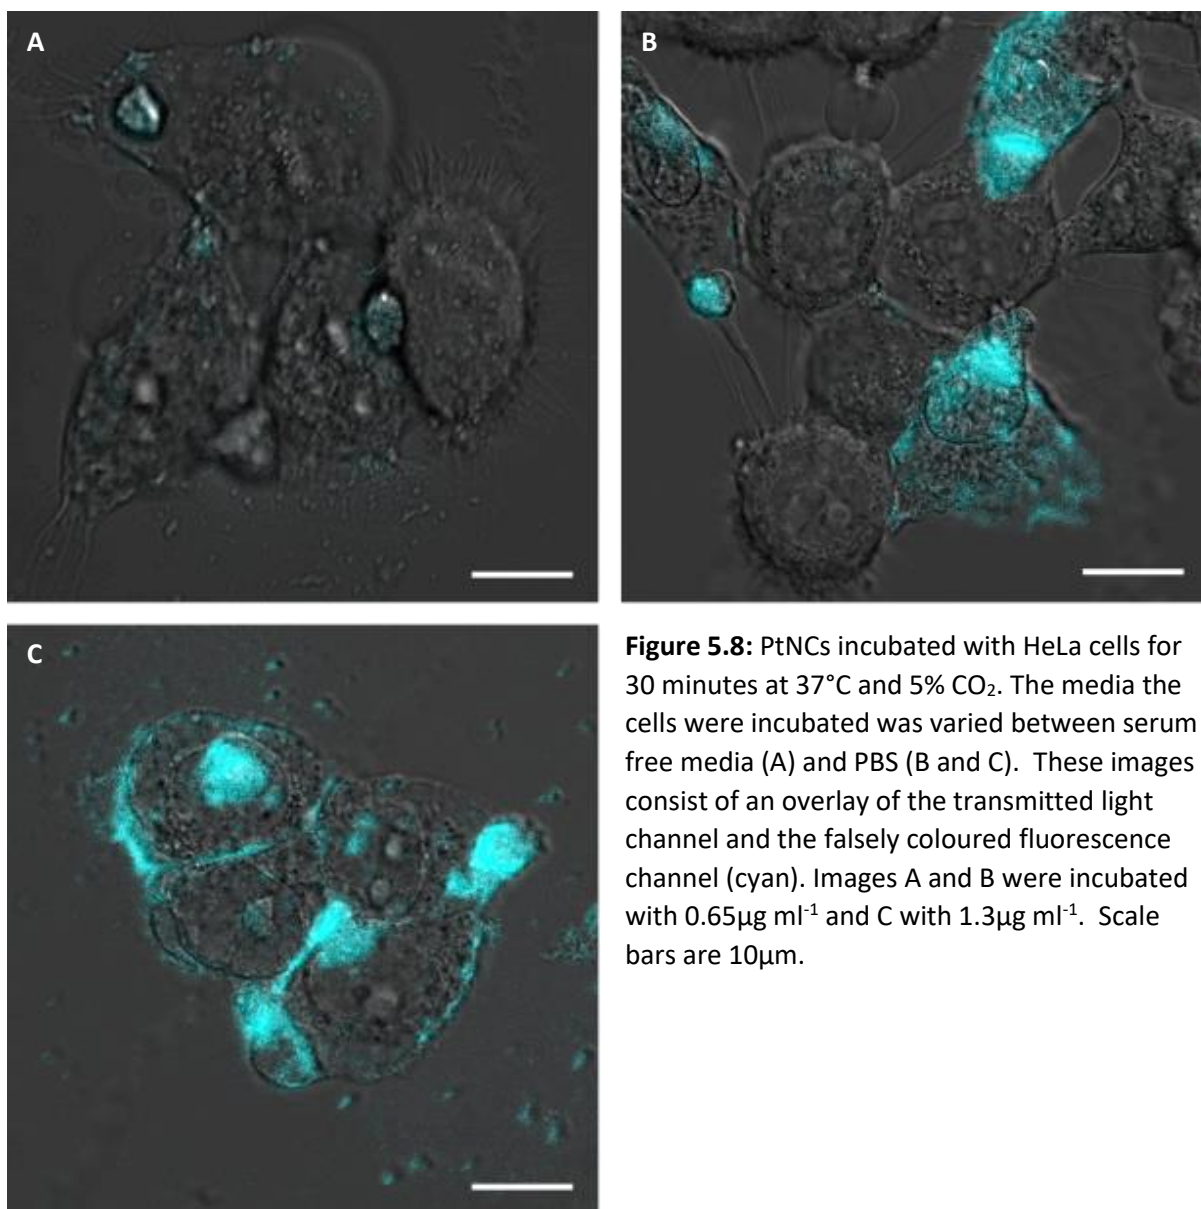 A
B
C
Figure 5.8: PtNCs incubated with HeLa cells for
30 minutes at 37°C and 5% CO₂. The media the
cells were incubated was varied between serum
free media (A) and PBS (B and C).  These images
consist of an overlay of the transmitted light
channel and the falsely coloured fluorescence
channel (cyan). Images A and B were incubated
with 0.65µg ml⁻¹ and C with 1.3µg ml⁻¹.  Scale
bars are 10µm.